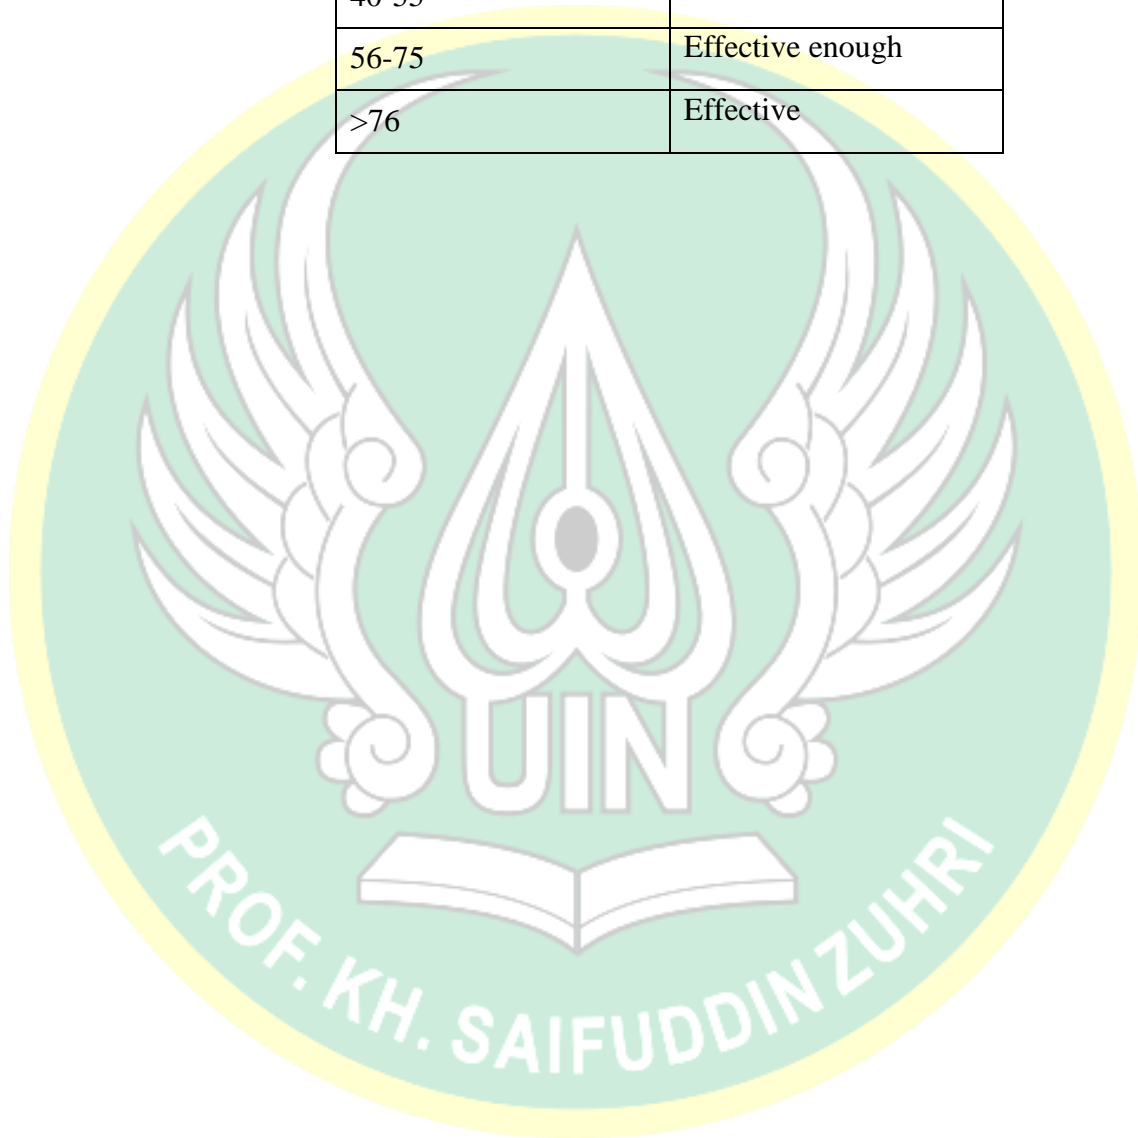 56-75 Effective enough
>76 Effective
UIN
PROF. KH. SAIFUDDIN ZUHRI